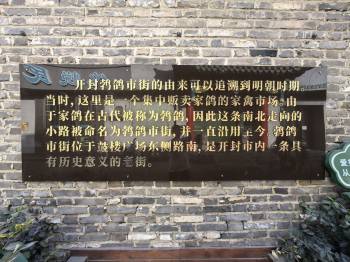 开封鹁鸽市街的由来可以追溯到明朝时期。
当时，这里是一个集中贩卖家鸽的家禽市场。由
于家鸽在古代被称为鹁鸽，因此这条南北走向的
小路被命名为鹁鸽市街，并一直沿用至今。鹁鸽
市街位于鼓楼广场东侧路南，是开封市内一条具
有历史意义的老街。
爱
从